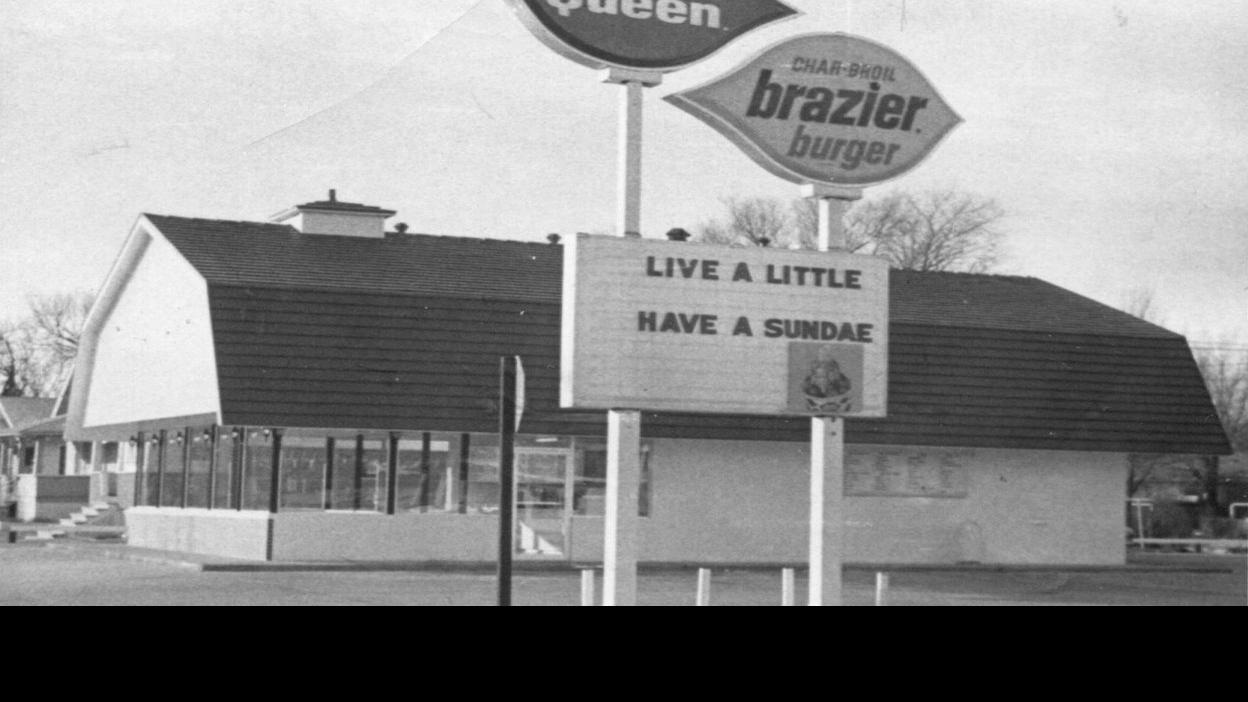 Queen
CHAR-BROIL
brazier.
burger
LIVE A LITTLE
HAVE A SUNDAE